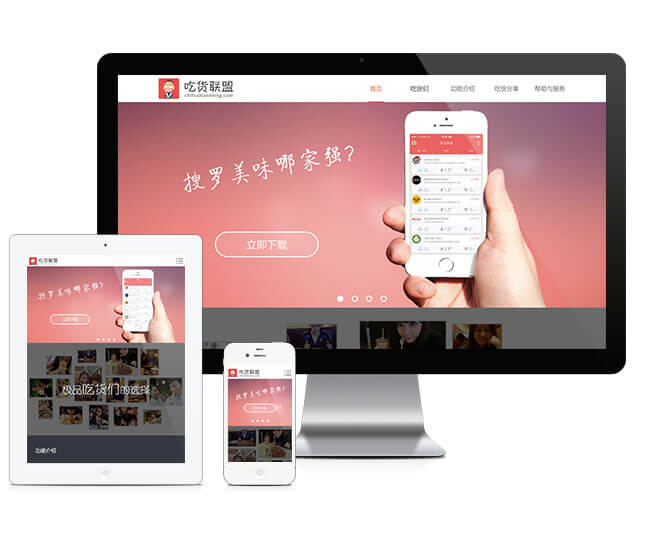 吃货联盟
chihuolianmeng.com
首页 吃货们 功能介绍 吃货分享 帮助与服务
搜罗美味哪家强?
立即下载
吃货联盟
搜罗美味哪家强?
立即下载
极品吃货们的选择
功能介绍
吃货联盟
搜罗美味哪家强?
立即下载